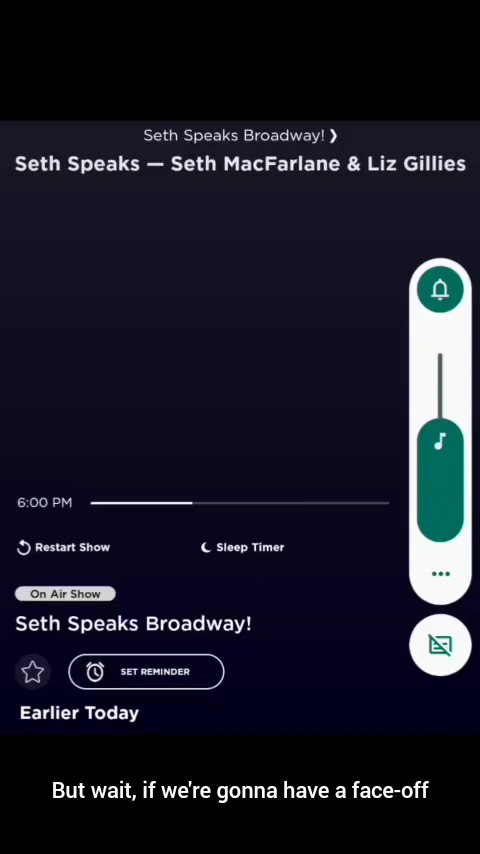 Seth Speaks Broadway! ❯
Seth Speaks — Seth MacFarlane & Liz Gillies
6:00 PM
Restart Show
Sleep Timer
On Air Show
Seth Speaks Broadway!
SET REMINDER
Earlier Today
But wait, if we're gonna have a face-off